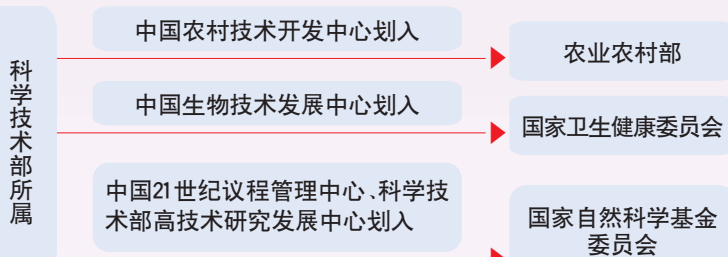 科学技术部所属
中国农村技术开发中心划入
农业农村部
中国生物技术发展中心划入
国家卫生健康委员会
中国21世纪议程管理中心、科学技
术部高技术研究发展中心划入
国家自然科学基金
委员会